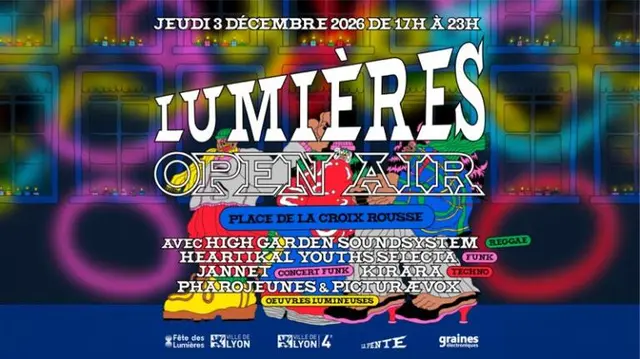 JEUDI 3 DÉCEMBRE 2026 DE 17H À 23H
LUMIÈRES
OPEN AIR
PLACE DE LA CROIX ROUSSE
AVEC HIGH GARDEN SOUNDSYSTEM REGGAE
HEARTIKAL YOUTHS SELECTA FUNK
JANNET CONCERT FUNK KIRARA TECHNO
PHAROJEUNES & PICTURÆVOX
OEUVRES LUMINEUSES
Fête des Lumières
VILLE DE LYON
VILLE DE LYON 4e
LA PENTE
graines électroniques